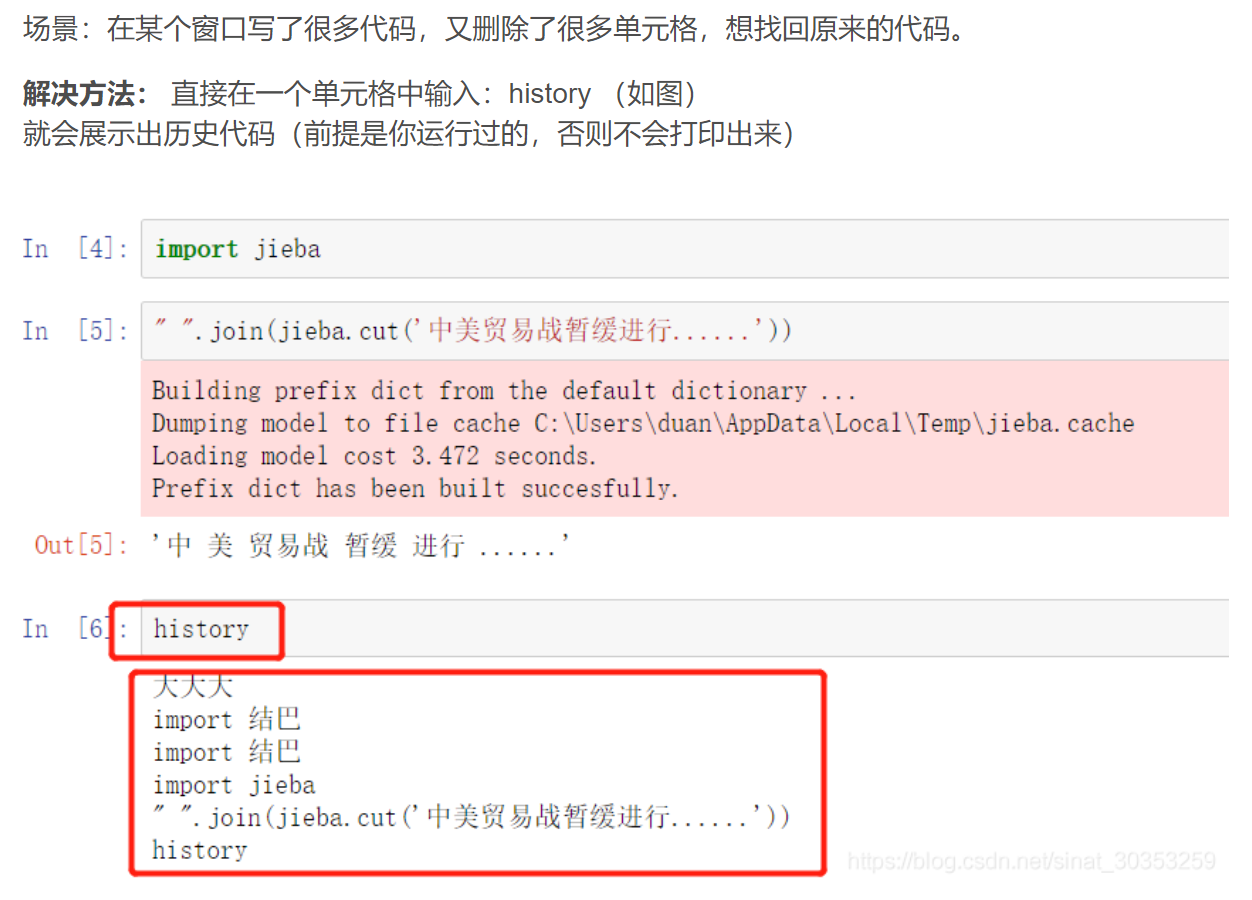 场景：在某个窗口写了很多代码，又删除了很多单元格，想找回原来的代码。
解决方法： 直接在一个单元格中输入：history （如图）
就会展示出历史代码（前提是你运行过的，否则不会打印出来）
In [4]: import jieba
In [5]: " ".join(jieba.cut('中美贸易战暂缓进行......'))
Building prefix dict from the default dictionary ...
Dumping model to file cache C:\Users\duan\AppData\Local\Temp\jieba.cache
Loading model cost 3.472 seconds.
Prefix dict has been built succesfully.
Out[5]: '中 美 贸易战 暂缓 进行 ......'
In [6]: history
大大大
import 结巴
import 结巴
import jieba
" ".join(jieba.cut('中美贸易战暂缓进行......'))
history
https://blog.csdn.net/sinat_30353259